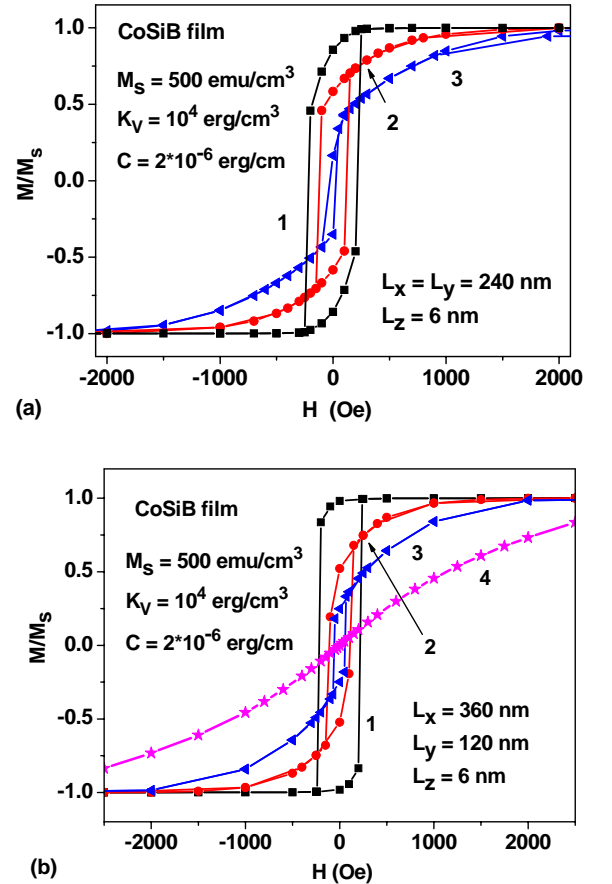 CoSiB film
M_s = 500 emu/cm^3
K_V = 10^4 erg/cm^3
C = 2*10^-6 erg/cm
1
2
3
L_x = L_y = 240 nm
L_z = 6 nm
M/M_s
1.0
0.5
0.0
-0.5
-1.0
-2000 -1000 0 1000 2000
H (Oe)
(a)
CoSiB film
M_s = 500 emu/cm^3
K_V = 10^4 erg/cm^3
C = 2*10^-6 erg/cm
3
4
2
1
L_x = 360 nm
L_y = 120 nm
L_z = 6 nm
M/M_s
1.0
0.5
0.0
-0.5
-1.0
-2000 -1000 0 1000 2000
H (Oe)
(b)